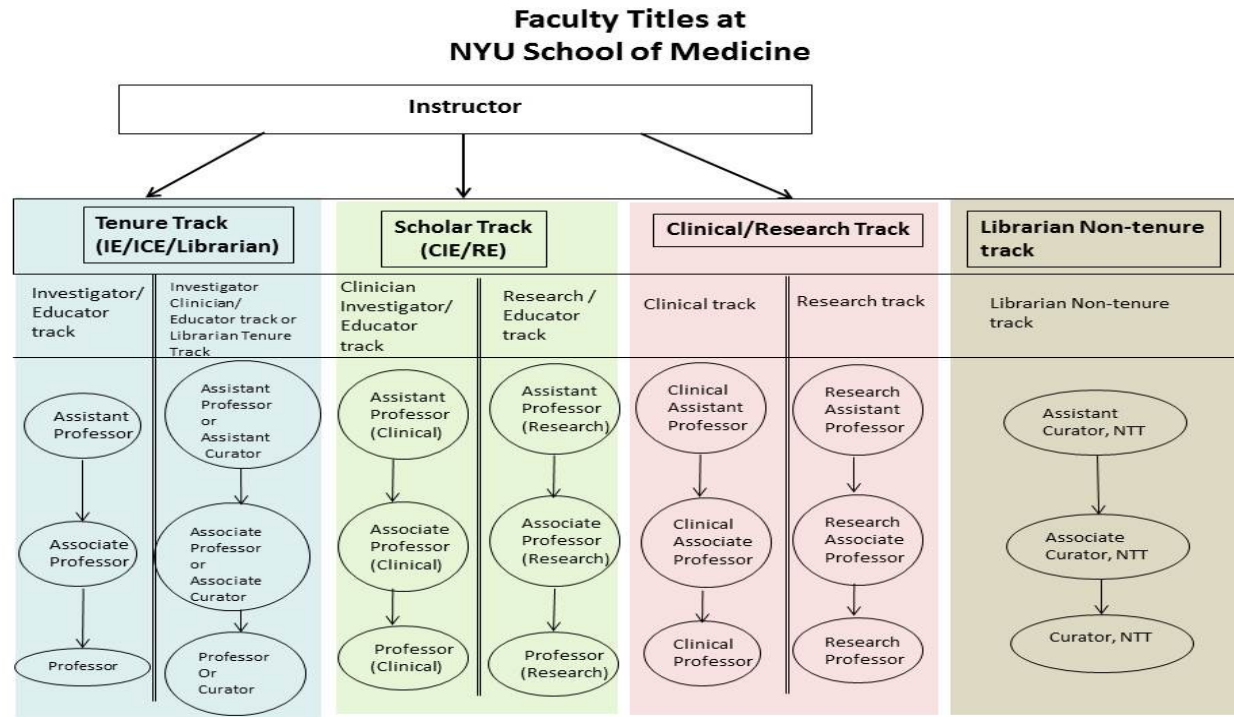 Faculty Titles at
NYU School of Medicine
Instructor
Tenure Track
(IE/ICE/Librarian)
Scholar Track
(CIE/RE)
Clinical/Research Track
Librarian Non-tenure
track
Investigator/
Educator
track
Investigator
Clinician/
Educator track or
Librarian Tenure
Track
Clinician
Investigator/
Educator
track
Research /
Educator
track
Clinical track
Research track
Librarian Non-tenure
track
Assistant
Professor
Assistant
Professor
or
Assistant
Curator
Assistant
Professor
(Clinical)
Assistant
Professor
(Research)
Clinical
Assistant
Professor
Research
Assistant
Professor
Assistant
Curator, NTT
Associate
Professor
Associate
Professor
or
Associate
Curator
Associate
Professor
(Clinical)
Associate
Professor
(Research)
Clinical
Associate
Professor
Research
Associate
Professor
Associate
Curator, NTT
Professor
Professor
Or
Curator
Professor
(Clinical)
Professor
(Research)
Clinical
Professor
Research
Professor
Curator, NTT